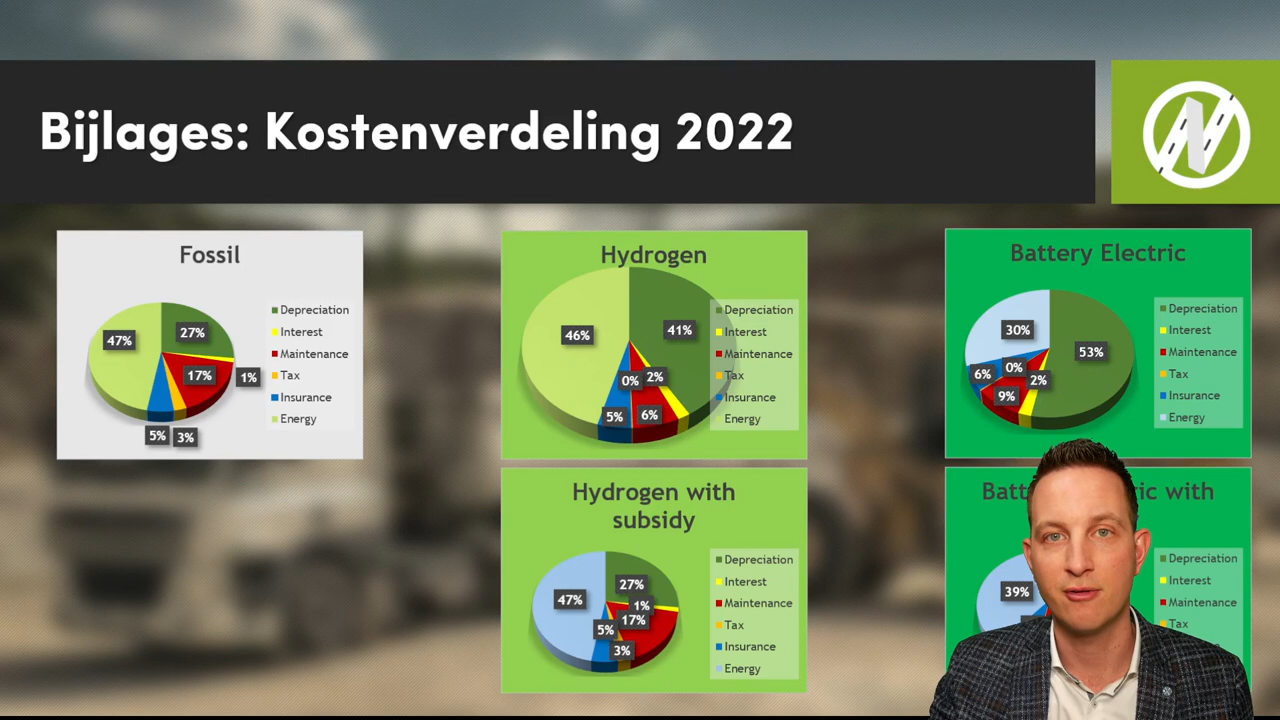 Bijlages: Kostenverdeling 2022
N
Fossil
47%
27%
17%
1%
5%
3%
Depreciation
Interest
Maintenance
Tax
Insurance
Energy
Hydrogen
46%
41%
0%
2%
5%
6%
Depreciation
Interest
Maintenance
Tax
Insurance
Energy
Battery Electric
30%
53%
6%
0%
2%
9%
Depreciation
Interest
Maintenance
Tax
Insurance
Energy
Hydrogen with
subsidy
47%
27%
1%
17%
5%
3%
Depreciation
Interest
Maintenance
Tax
Insurance
Energy
with
39%
Depreciation
Interest
Maintenance
Tax